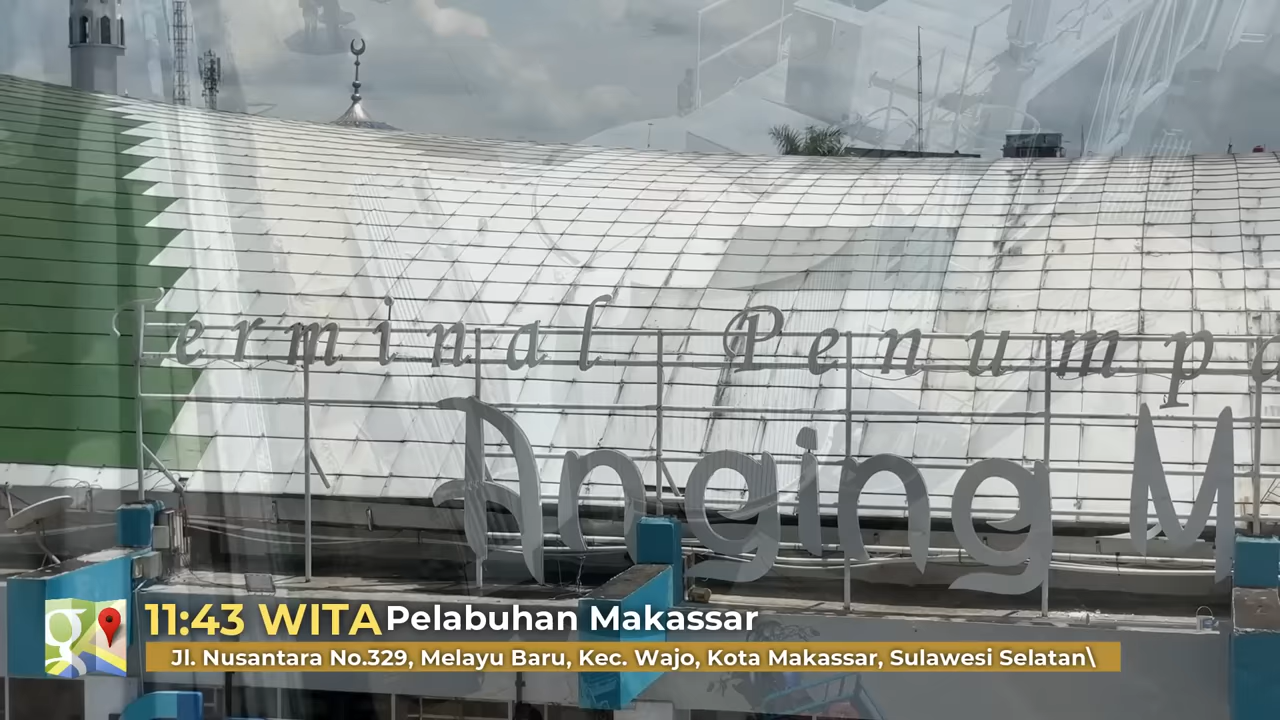 erminal Penumpa
Anging M
11:43 WITA Pelabuhan Makassar
Jl. Nusantara No.329, Melayu Baru, Kec. Wajo, Kota Makassar, Sulawesi Selatan\